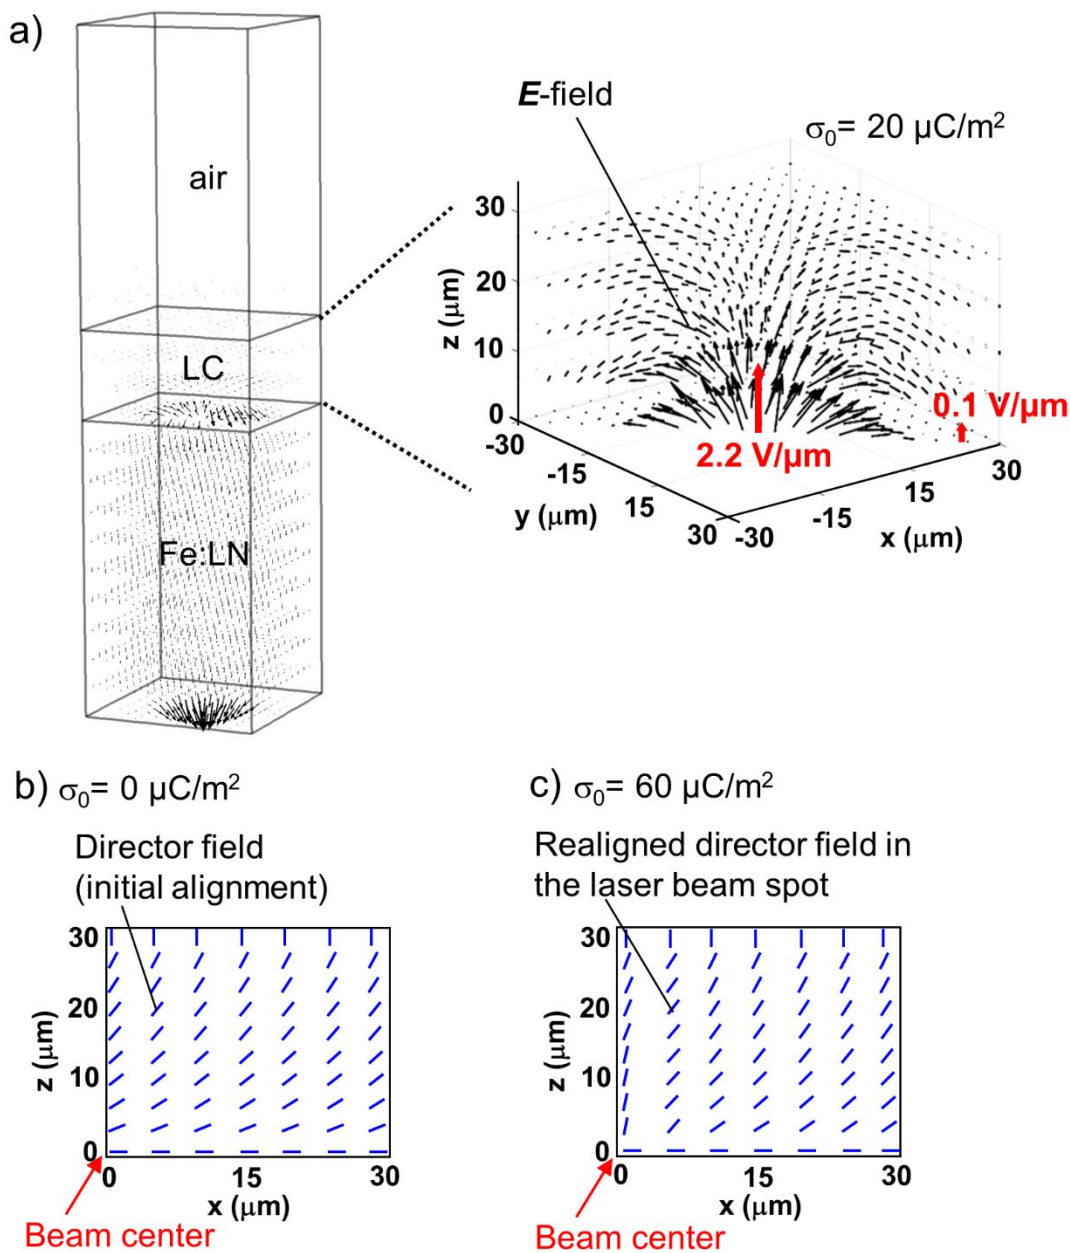 a)
air
LC
Fe:LN
E-field
σ0= 20 µC/m2
z (µm)
30
20
10
0
-30
-15
15
30
y (µm)
-30
-15
15
30
x (µm)
2.2 V/µm
0.1 V/µm
b) σ0= 0 µC/m2
Director field
(initial alignment)
z (µm)
30
20
10
0
0
15
30
x (µm)
Beam center
c) σ0= 60 µC/m2
Realigned director field in
the laser beam spot
z (µm)
30
20
10
0
0
15
30
x (µm)
Beam center